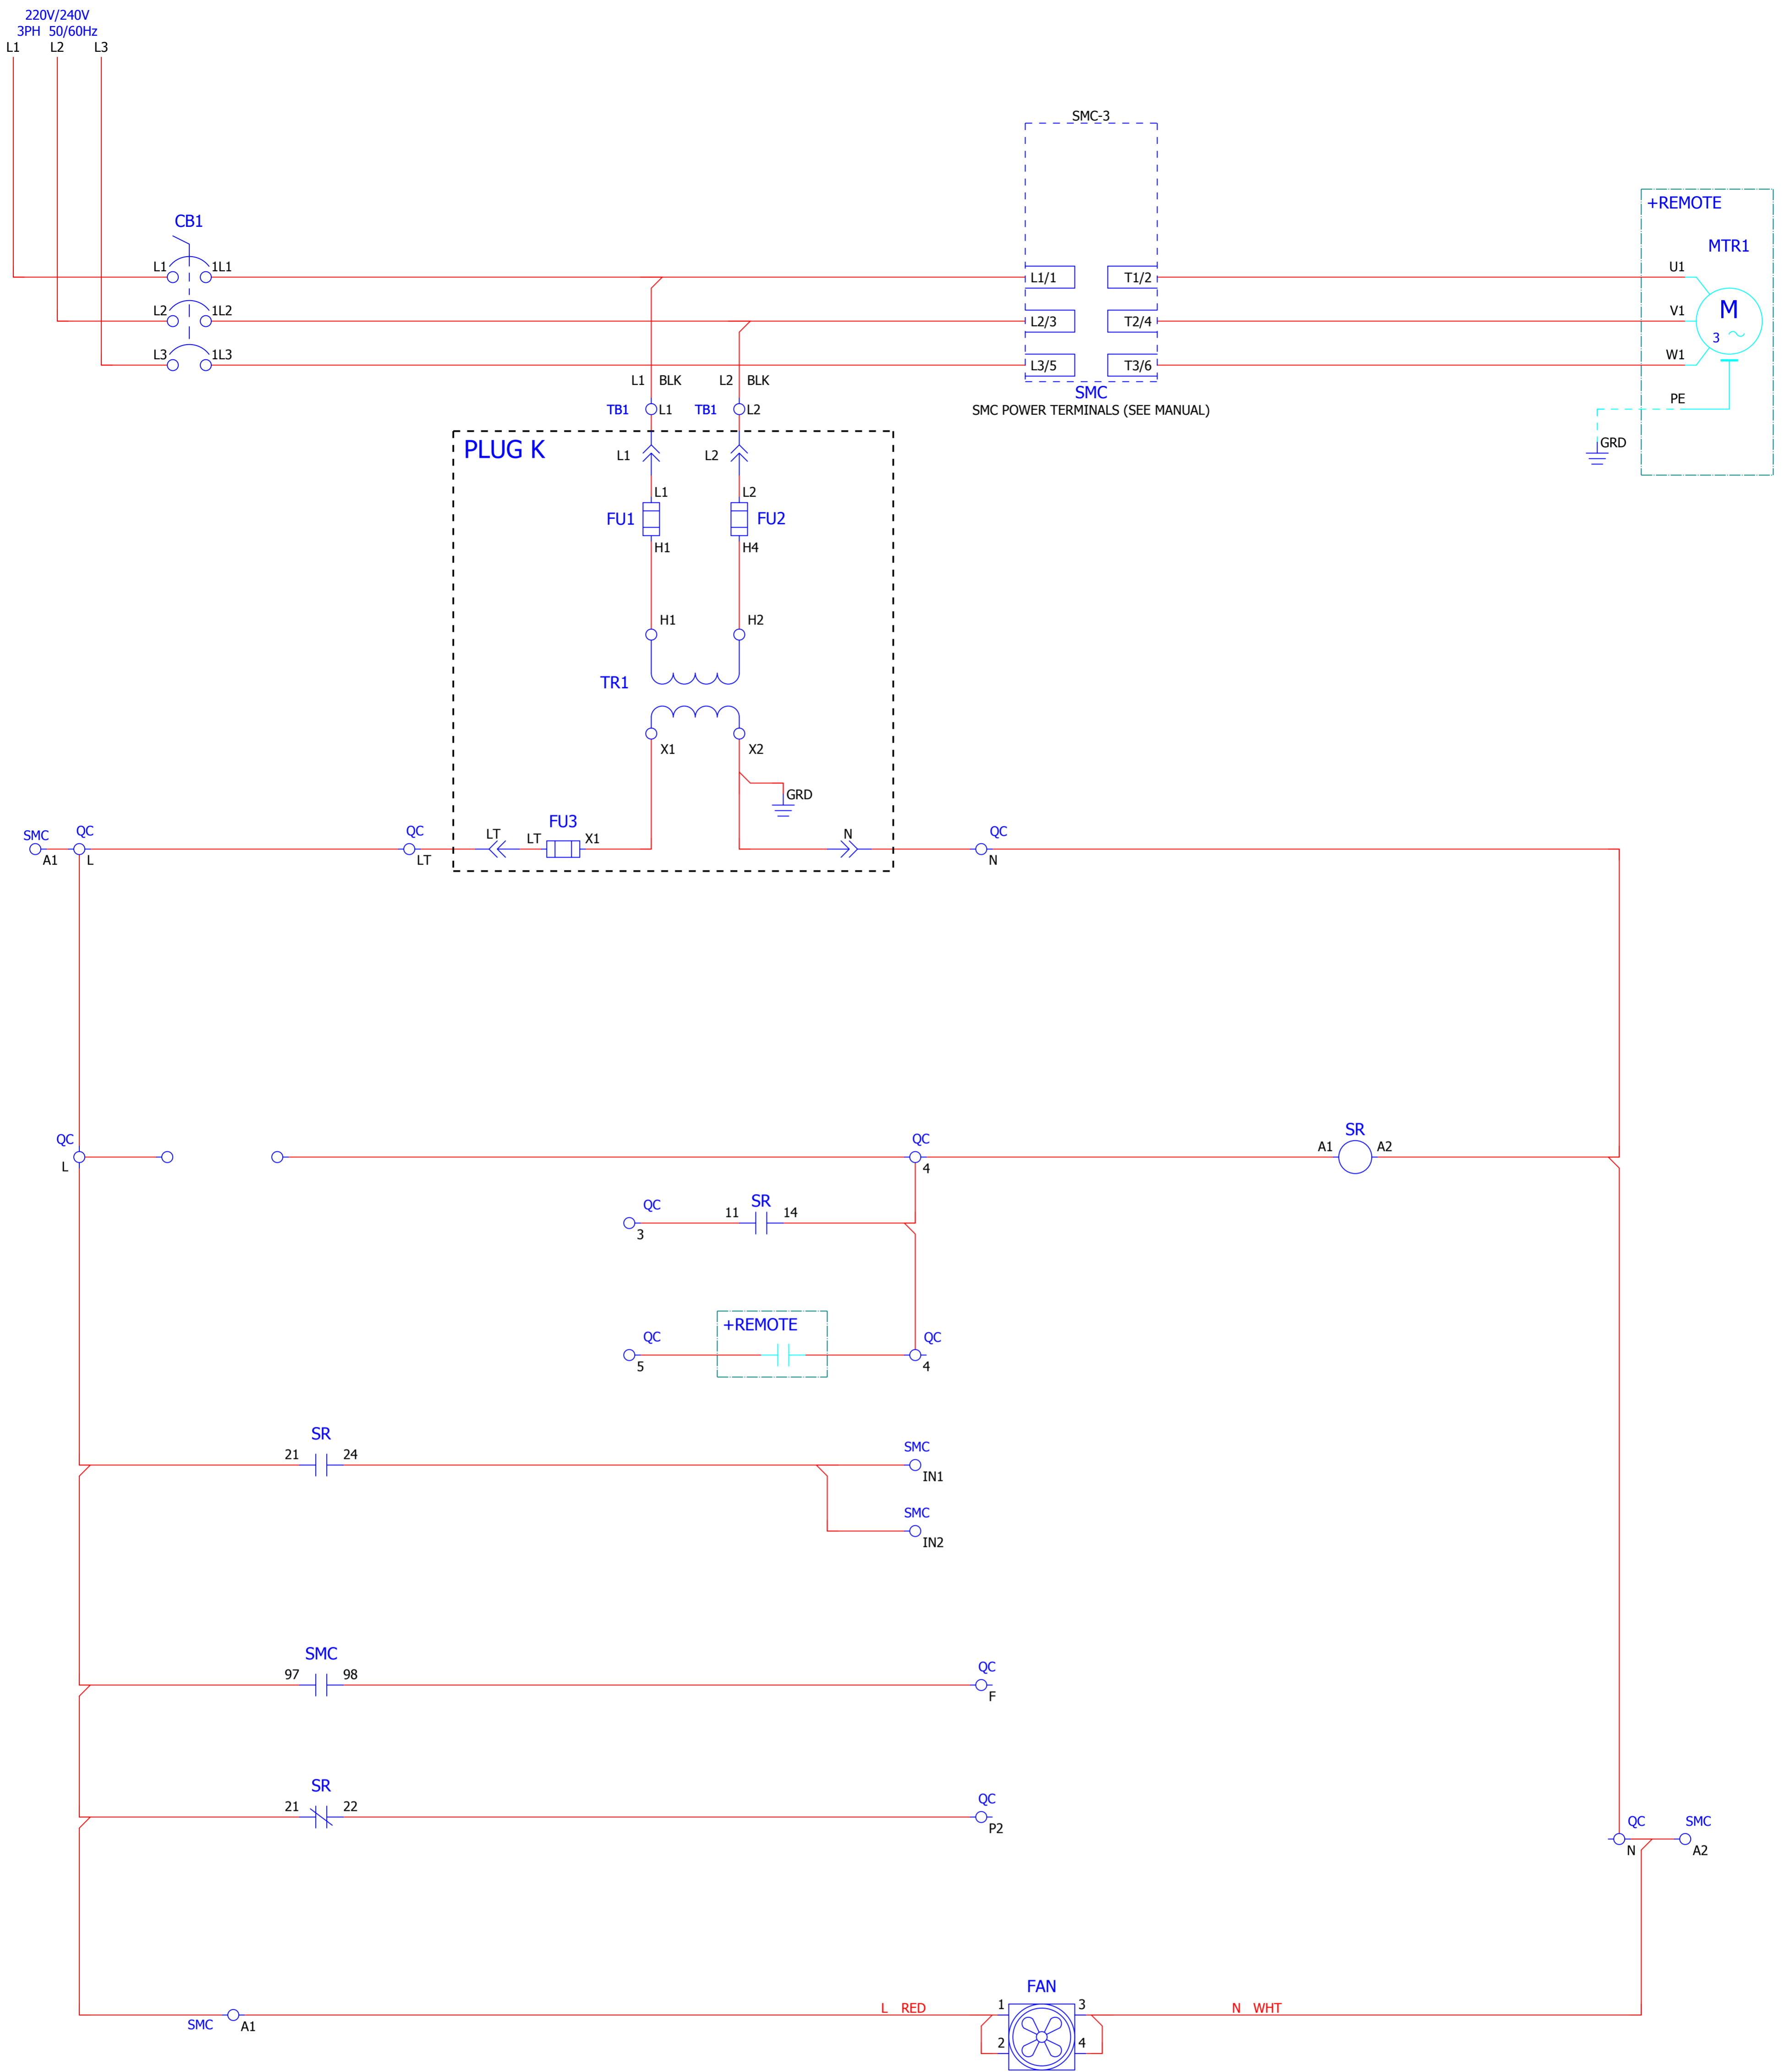 220V/240V
3PH 50/60Hz
L1 L2 L3
SMC-3
+REMOTE
CB1
MTR1
L1 1L1
L1/1 T1/2
U1
L2 1L2
L2/3 T2/4
V1
M
3
L3 1L3
L3/5 T3/6
W1
L1 BLK L2 BLK
SMC
PE
TB1 L1 TB1 L2
SMC POWER TERMINALS (SEE MANUAL)
GRD
PLUG K
L1 L2
L1 L2
FU1 FU2
H1 H4
H1 H2
TR1
X1 X2
GRD
FU3
SMC QC QC LT LT X1 N QC
A1 L LT N
QC QC SR
A1 A2
L 4
QC SR
11 14
3
QC +REMOTE QC
5 4
SR
21 24
SMC
IN1
SMC
IN2
SMC
97 98
QC
F
SR
21 22
QC
P2
QC SMC
N A2
FAN
L RED 1 3 N WHT
SMC A1
2 4